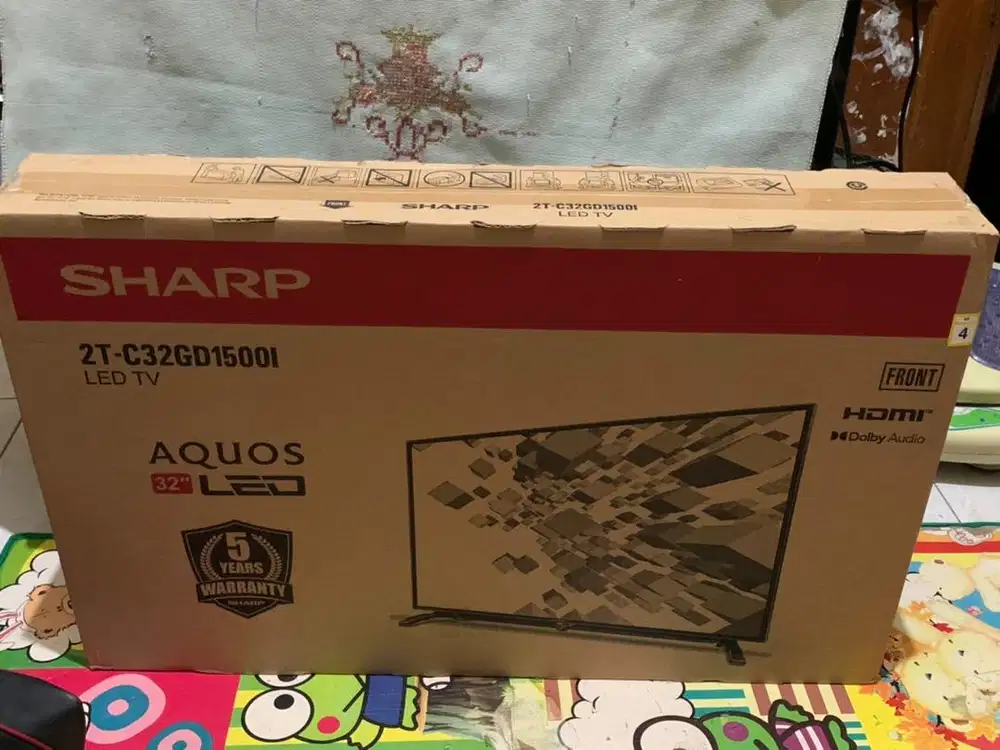 FRONT
SHARP
2T-C32GD1500I
LED TV
SHARP
4
2T-C32GD1500I
LED TV
FRONT
HDMI
Dolby Audio
AQUOS
32" LED
5
YEARS
WARRANTY
SHARP